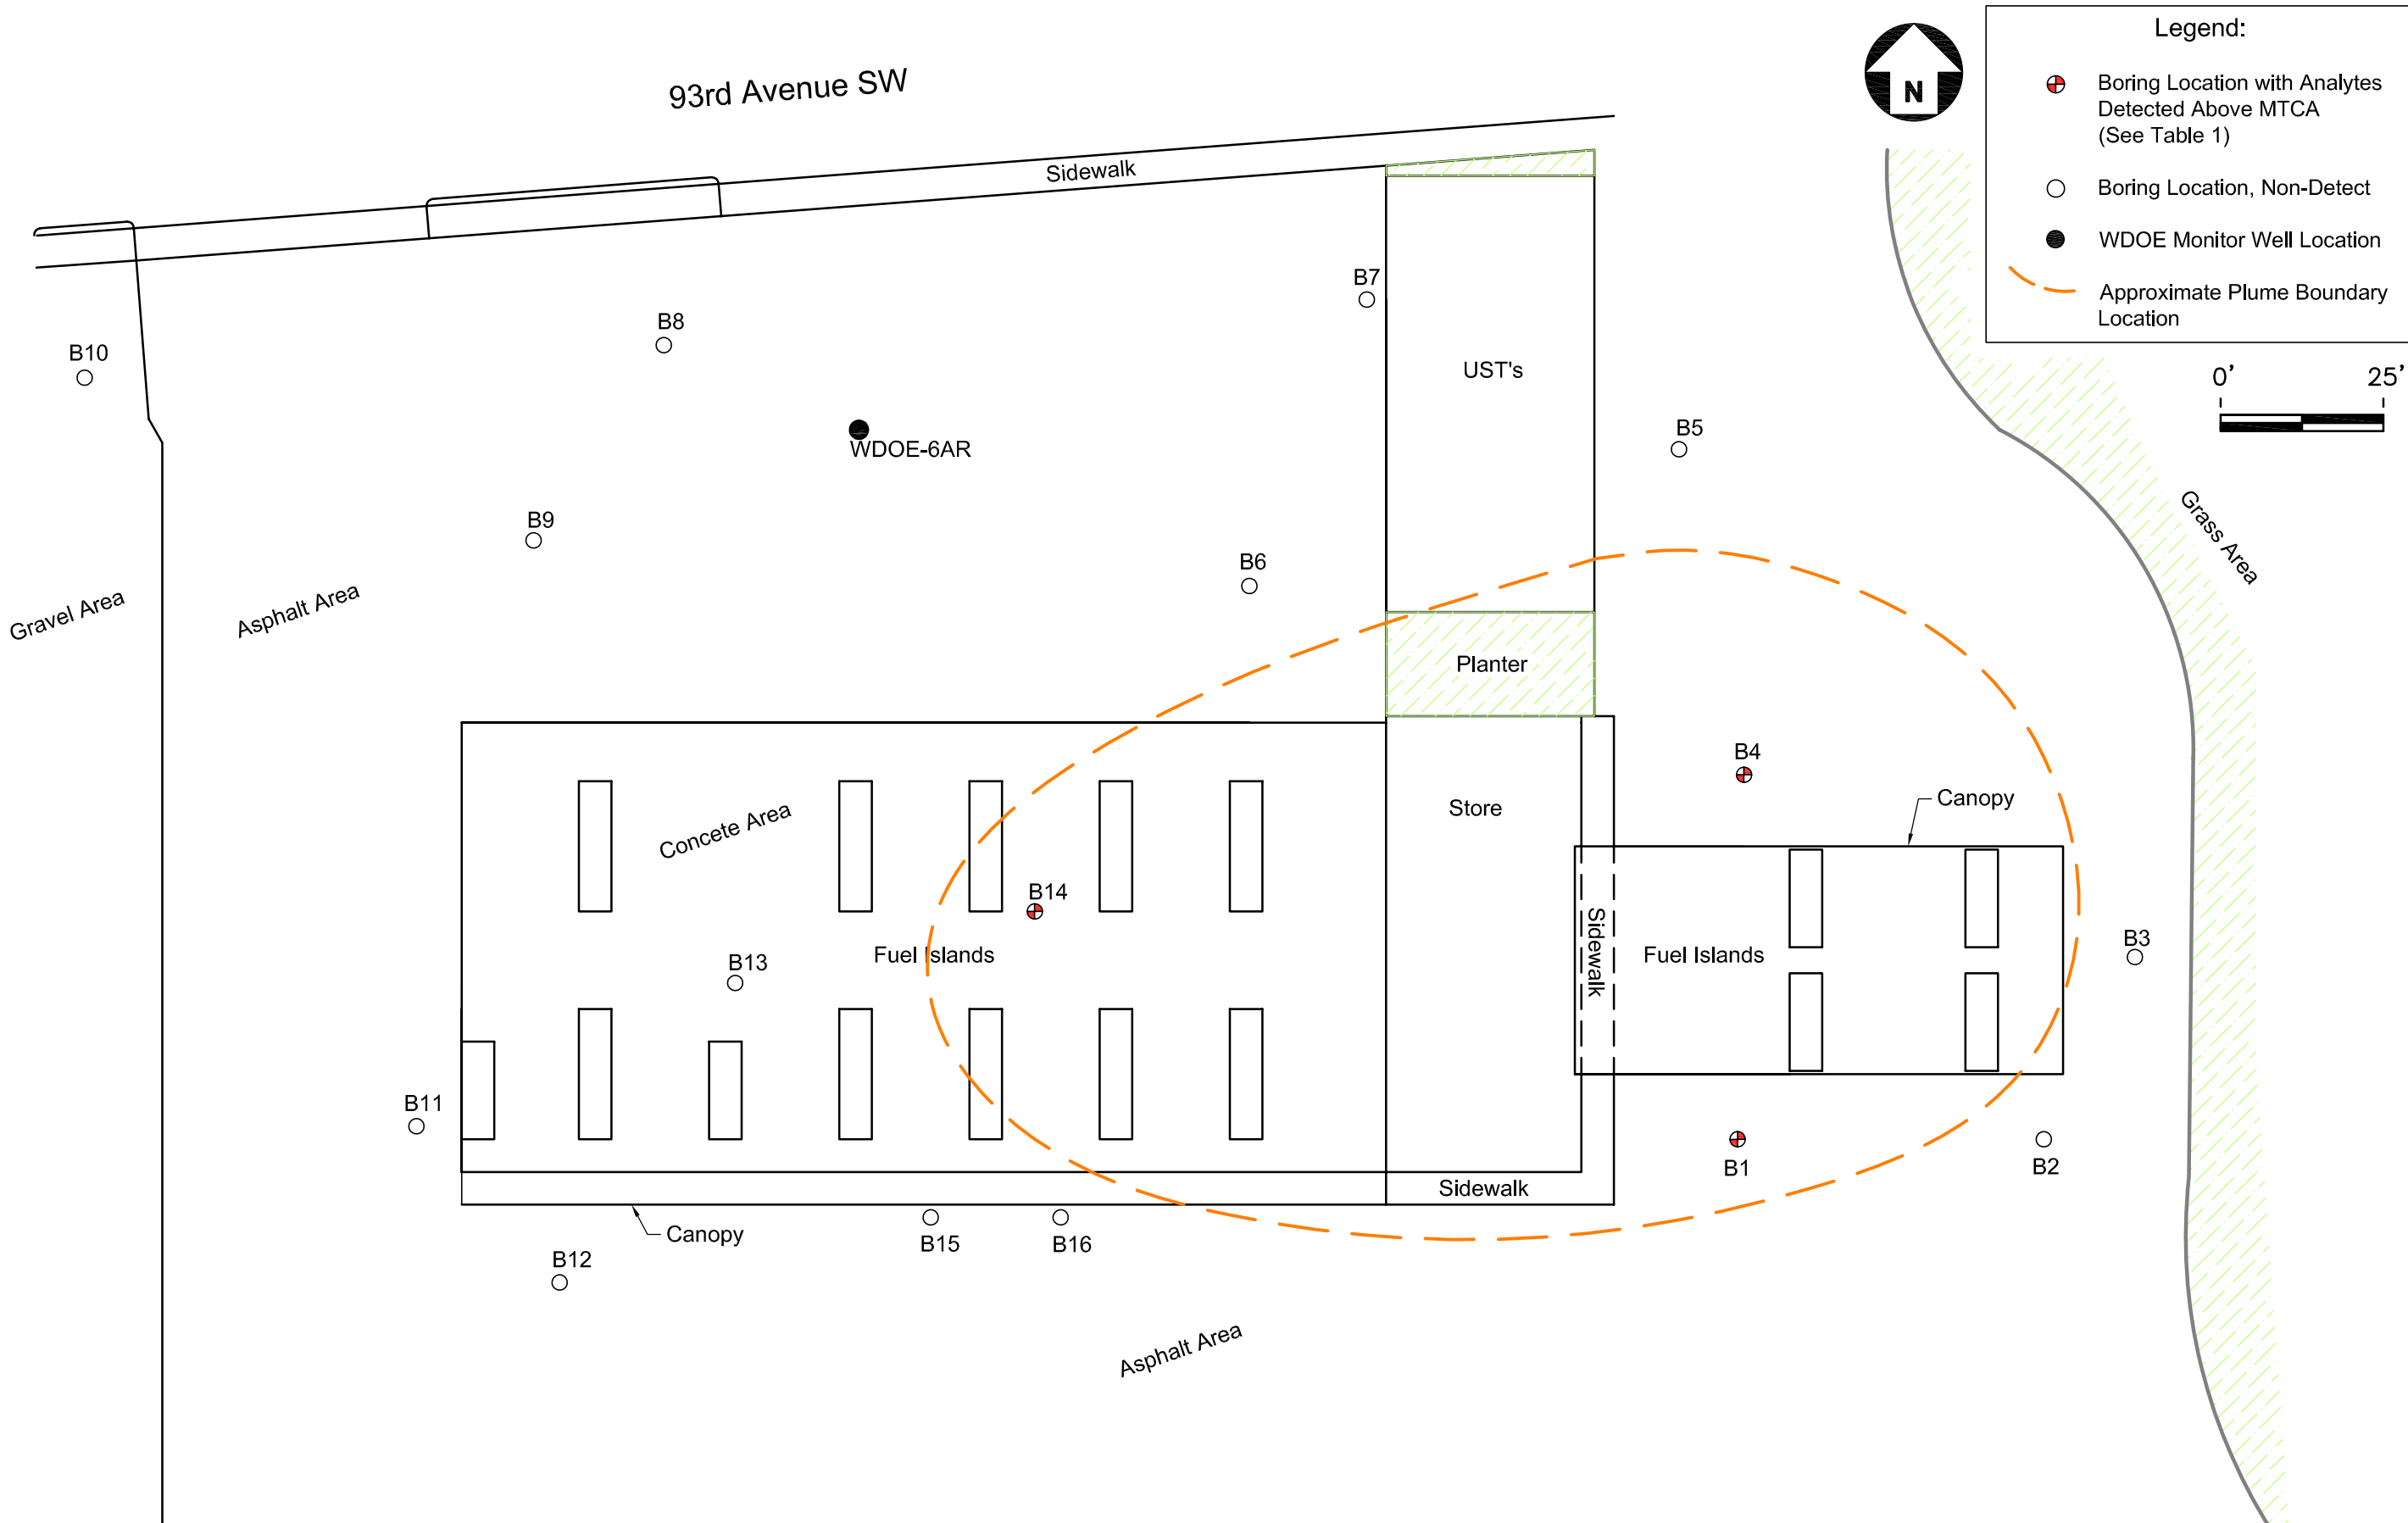 93rd Avenue SW
Sidewalk
N
Legend:
Boring Location with Analytes
Detected Above MTCA
(See Table 1)
Boring Location, Non-Detect
WDOE Monitor Well Location
Approximate Plume Boundary
Location
0'
25'
B7
B8
B10
UST's
B5
WDOE-6AR
B9
B6
Grass Area
Gravel Area
Asphalt Area
Planter
B4
Canopy
Store
Concete Area
B14
Fuel Islands
Sidewalk
Fuel Islands
B3
B13
B11
B1
B2
Sidewalk
Canopy
B15
B16
B12
Asphalt Area